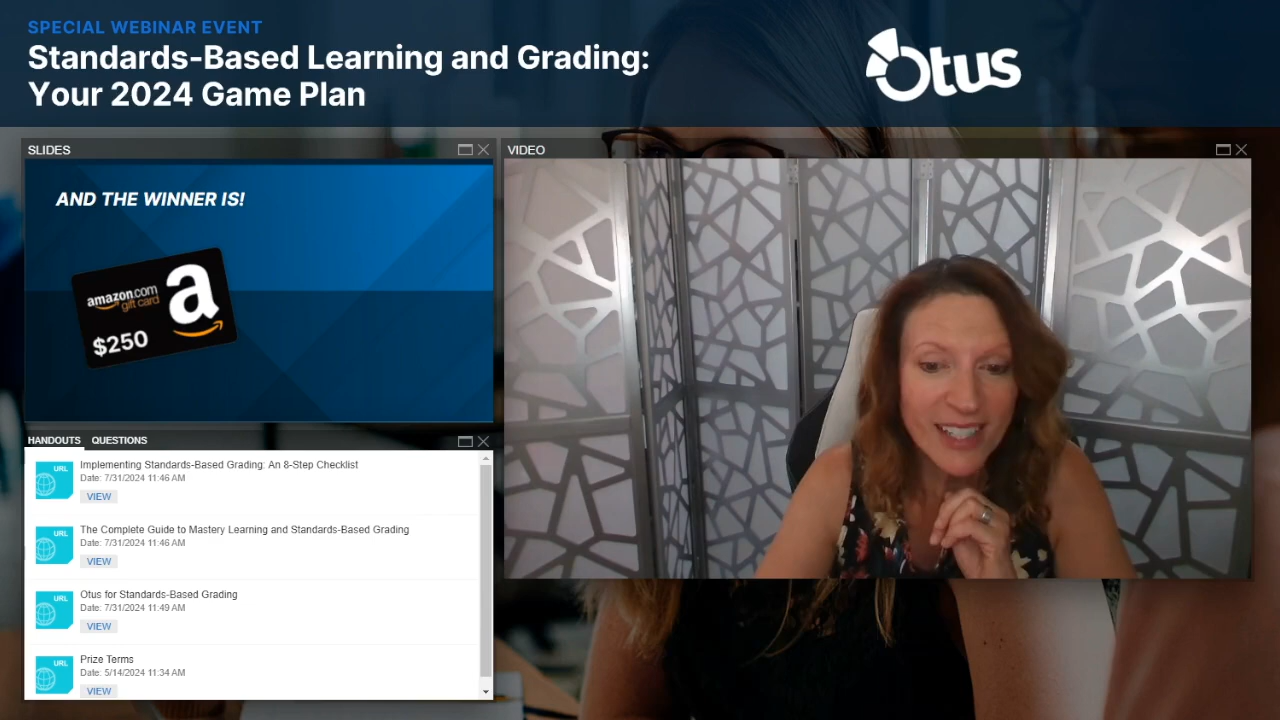 SPECIAL WEBINAR EVENT
Standards-Based Learning and Grading:
Your 2024 Game Plan
Otus
SLIDES
AND THE WINNER IS!
amazon.com
gift card
a
$250
VIDEO
HANDOUTS QUESTIONS
URL
Implementing Standards-Based Grading: An 8-Step Checklist
Date: 7/31/2024 11:46 AM
VIEW
URL
The Complete Guide to Mastery Learning and Standards-Based Grading
Date: 7/31/2024 11:46 AM
VIEW
URL
Otus for Standards-Based Grading
Date: 7/31/2024 11:49 AM
VIEW
URL
Prize Terms
Date: 5/14/2024 11:34 AM
VIEW